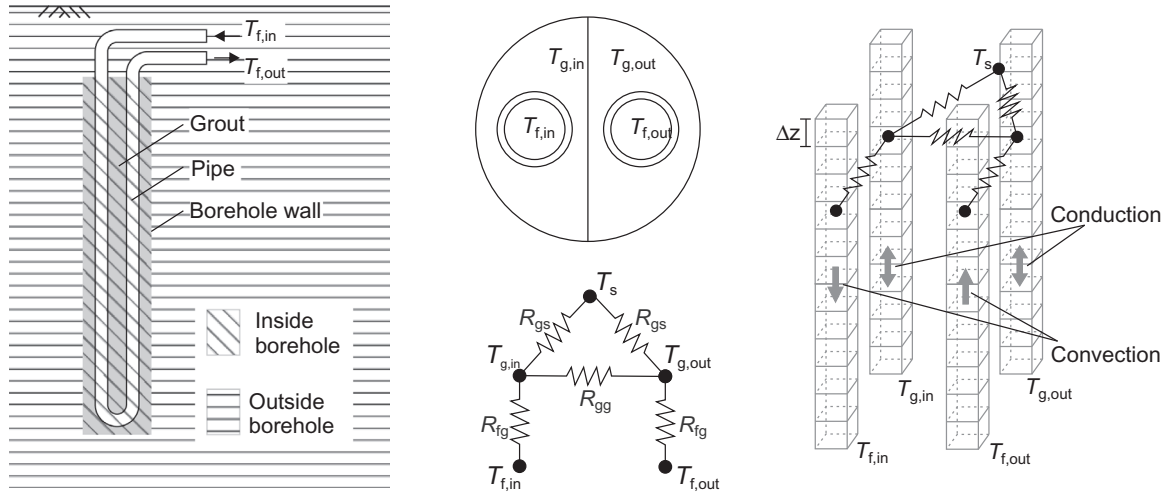 T_f,in
T_f,out
Grout
Pipe
Borehole wall
Inside
borehole
Outside
borehole
T_g,in
T_g,out
T_f,in
T_f,out
T_s
R_gs
R_gs
T_g,in
T_g,out
R_gg
R_fg
R_fg
T_f,in
T_f,out
T_s
Δz
Conduction
Convection
T_g,in
T_g,out
T_f,in
T_f,out